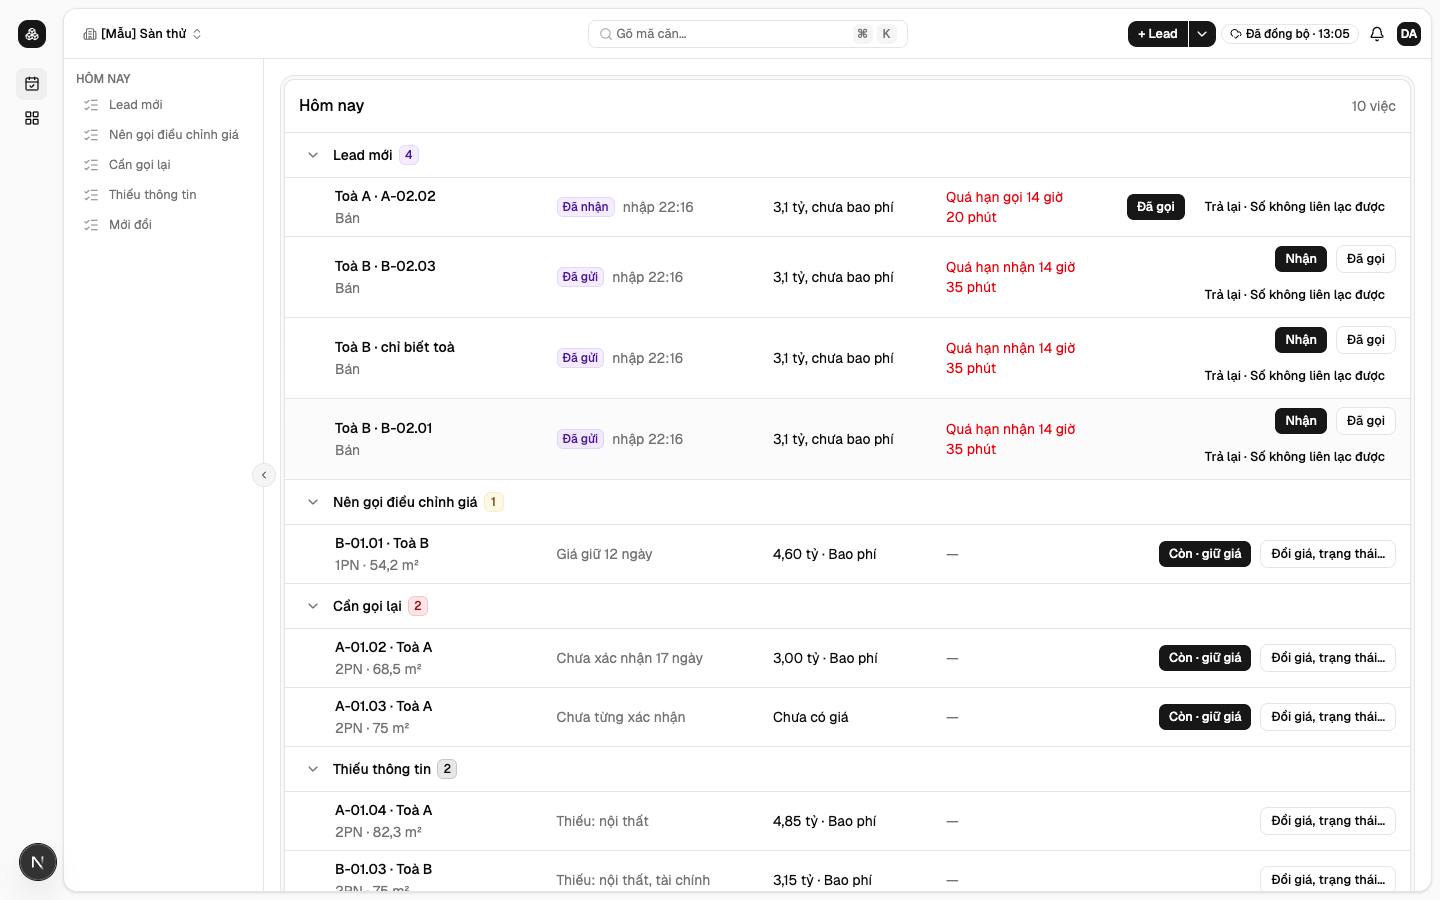 [Mẫu] Sàn thử
Gõ mã căn…
⌘ K
+ Lead
Đã đồng bộ · 13:05
DA
HÔM NAY
Lead mới
Nên gọi điều chỉnh giá
Cần gọi lại
Thiếu thông tin
Mới đổi
Hôm nay
10 việc
Lead mới 4
Toà A · A-02.02
Bán
Đã nhận nhập 22:16
3,1 tỷ, chưa bao phí
Quá hạn gọi 14 giờ
20 phút
Đã gọi
Trả lại · Số không liên lạc được
Toà B · B-02.03
Bán
Đã gửi nhập 22:16
3,1 tỷ, chưa bao phí
Quá hạn nhận 14 giờ
35 phút
Nhận
Đã gọi
Trả lại · Số không liên lạc được
Toà B · chỉ biết toà
Bán
Đã gửi nhập 22:16
3,1 tỷ, chưa bao phí
Quá hạn nhận 14 giờ
35 phút
Nhận
Đã gọi
Trả lại · Số không liên lạc được
Toà B · B-02.01
Bán
Đã gửi nhập 22:16
3,1 tỷ, chưa bao phí
Quá hạn nhận 14 giờ
35 phút
Nhận
Đã gọi
Trả lại · Số không liên lạc được
Nên gọi điều chỉnh giá 1
B-01.01 · Toà B
1PN · 54,2 m²
Giá giữ 12 ngày
4,60 tỷ · Bao phí
—
Còn · giữ giá
Đổi giá, trạng thái…
Cần gọi lại 2
A-01.02 · Toà A
2PN · 68,5 m²
Chưa xác nhận 17 ngày
3,00 tỷ · Bao phí
—
Còn · giữ giá
Đổi giá, trạng thái…
A-01.03 · Toà A
2PN · 75 m²
Chưa từng xác nhận
Chưa có giá
—
Còn · giữ giá
Đổi giá, trạng thái…
Thiếu thông tin 2
A-01.04 · Toà A
2PN · 82,3 m²
Thiếu: nội thất
4,85 tỷ · Bao phí
—
Đổi giá, trạng thái…
B-01.03 · Toà B
2PN · 75 m²
Thiếu: nội thất, tài chính
3,15 tỷ · Bao phí
—
Đổi giá, trạng thái…
N